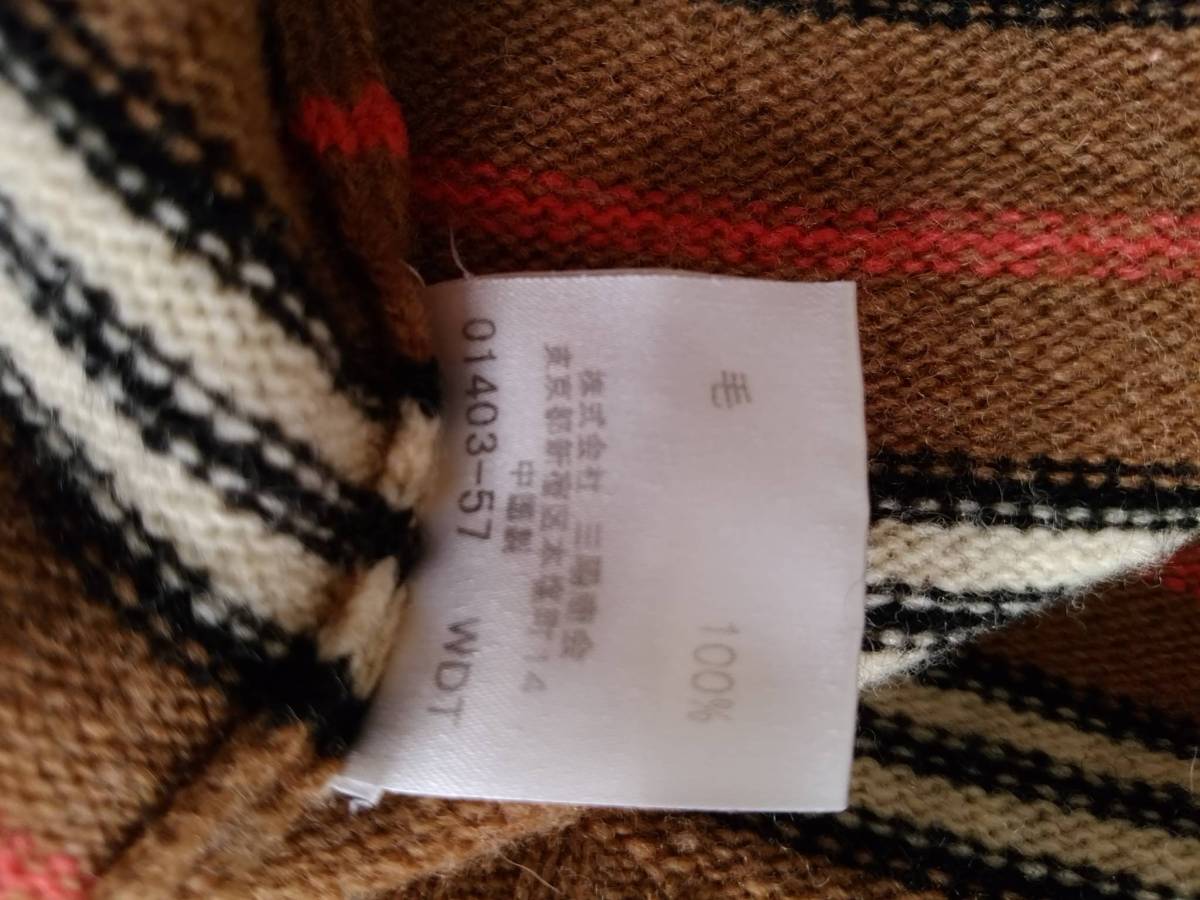 毛 100%
株式会社 三陽商会
東京都新宿区本塩町14
中国製
01403-57 WDT